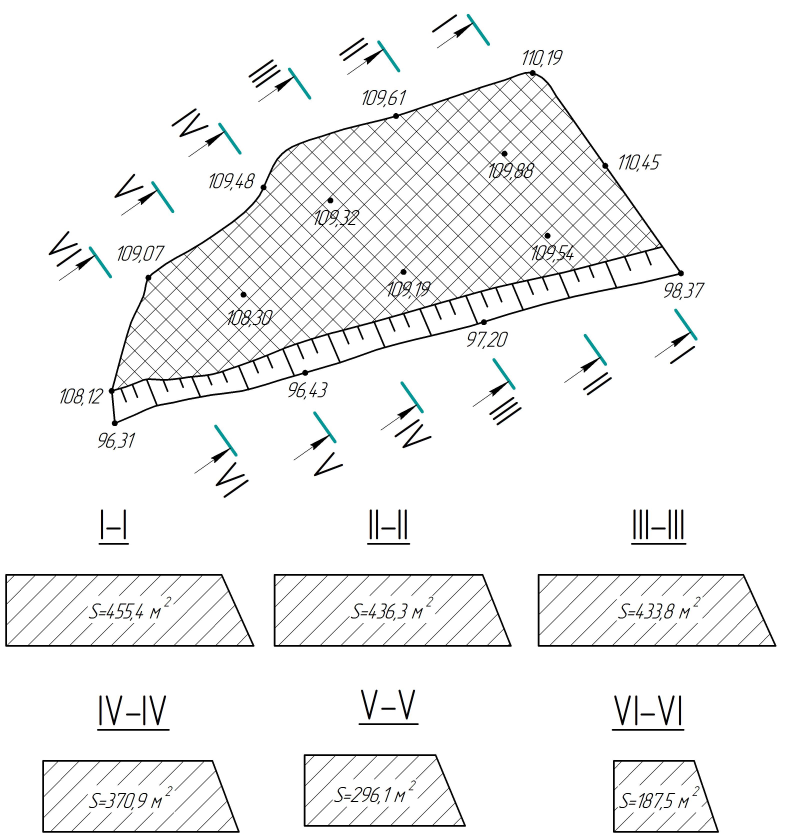 I
II
III
IV
V
VI
110,19
109,61
109,48
109,07
109,88
110,45
109,32
109,54
109,19
108,30
98,37
97,20
108,12
96,43
96,31
I
II
III
IV
V
VI
I–I
II–II
III–III
S=455,4 м²
S=436,3 м²
S=433,8 м²
IV–IV
V–V
VI–VI
S=370,9 м²
S=296,1 м²
S=187,5 м²